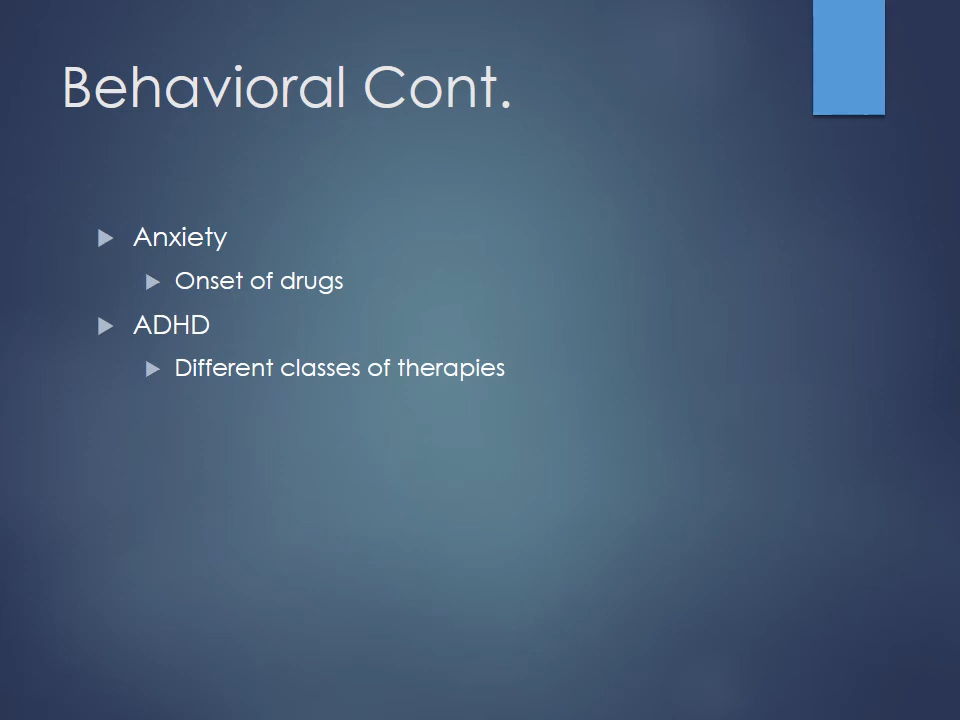 Behavioral Cont.
Anxiety
Onset of drugs
ADHD
Different classes of therapies